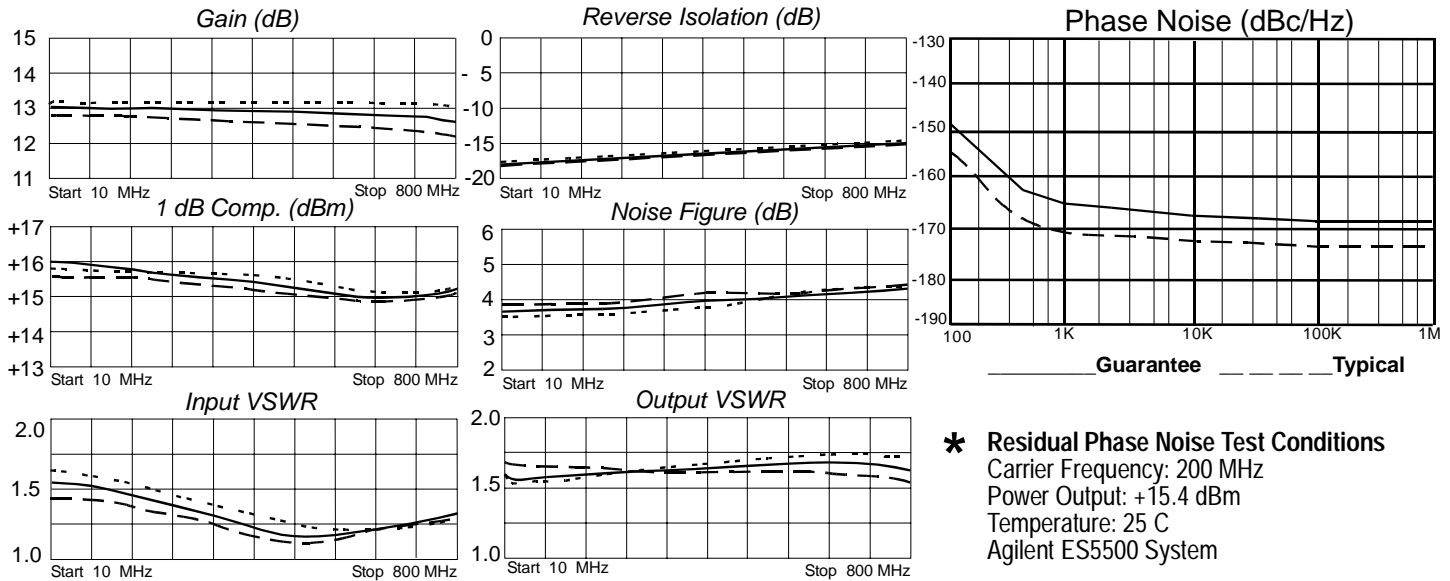 Gain (dB)
15
14
13
12
11
Start 10 MHz
Stop 800 MHz
Reverse Isolation (dB)
0
-
5
-
-10
-15
-20
Start 10 MHz
Stop 800 MHz
1 dB Comp. (dBm)
+17
+16
+15
+14
+13
Start 10 MHz
Stop 800 MHz
Noise Figure (dB)
6
5
4
3
2
Start 10 MHz
Stop 800 MHz
Input VSWR
2.0
1.5
1.0
Start 10 MHz
Stop 800 MHz
Output VSWR
2.0
1.5
1.0
Start 10 MHz
Stop 800 MHz
Phase Noise (dBc/Hz)
-130
-140
-150
-160
-170
-180
-190
100
1K
10K
100K
1M
_________Guarantee __ __ __ __Typical
* Residual Phase Noise Test Conditions
Carrier Frequency: 200 MHz
Power Output: +15.4 dBm
Temperature: 25 C
Agilent ES5500 System